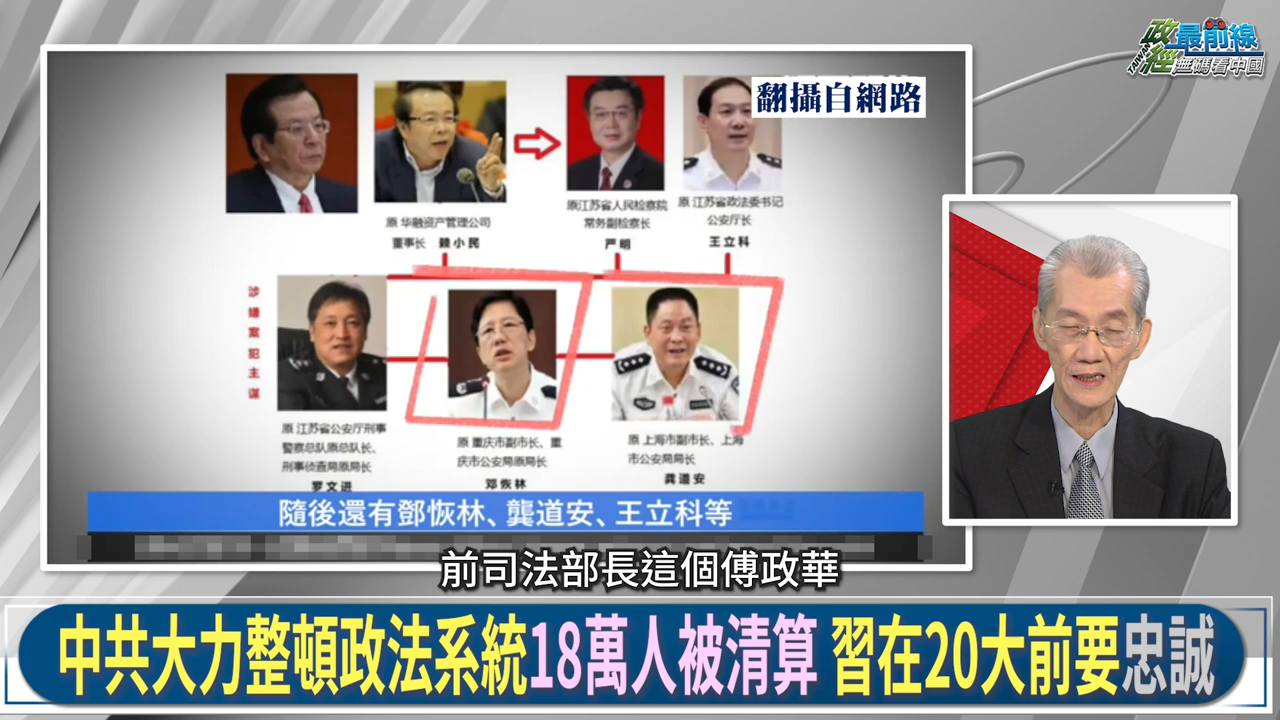 政經最前線
無碼看中國
翻攝自網路
原 华融资产管理公司
董事长 赖小民
原江苏省人民检察院
常务副检察长
严明
原 江苏省政法委书记
公安厅长
王立科
涉嫌案犯主谋
原 江苏省公安厅刑事
警察总队原总队长、
刑事侦查局原局长
罗文进
原 重庆市副市长、重
庆市公安局原局长
邓恢林
原 上海市副市长、上海
市公安局局长
龚道安
隨後還有鄧恢林、龔道安、王立科等
前司法部長這個傅政華
中共大力整頓政法系統18萬人被清算 習在20大前要忠誠